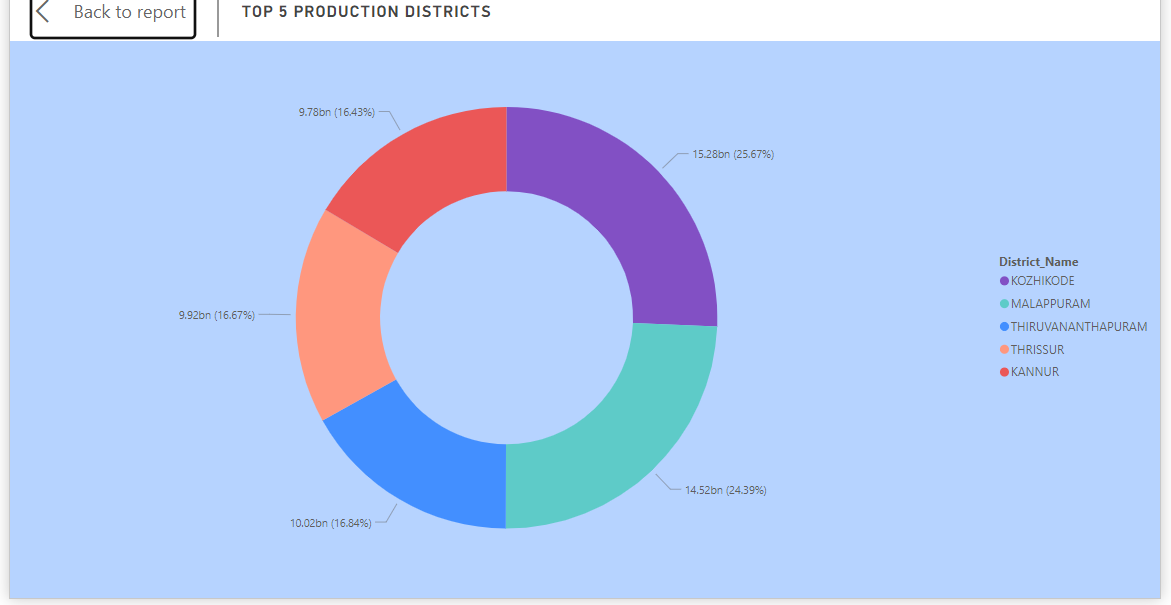 Back to report
TOP 5 PRODUCTION DISTRICTS
9.78bn (16.43%)
15.28bn (25.67%)
9.92bn (16.67%)
14.52bn (24.39%)
10.02bn (16.84%)
District_Name
KOZHIKODE
MALAPPURAM
THIRUVANANTHAPURAM
THRISSUR
KANNUR